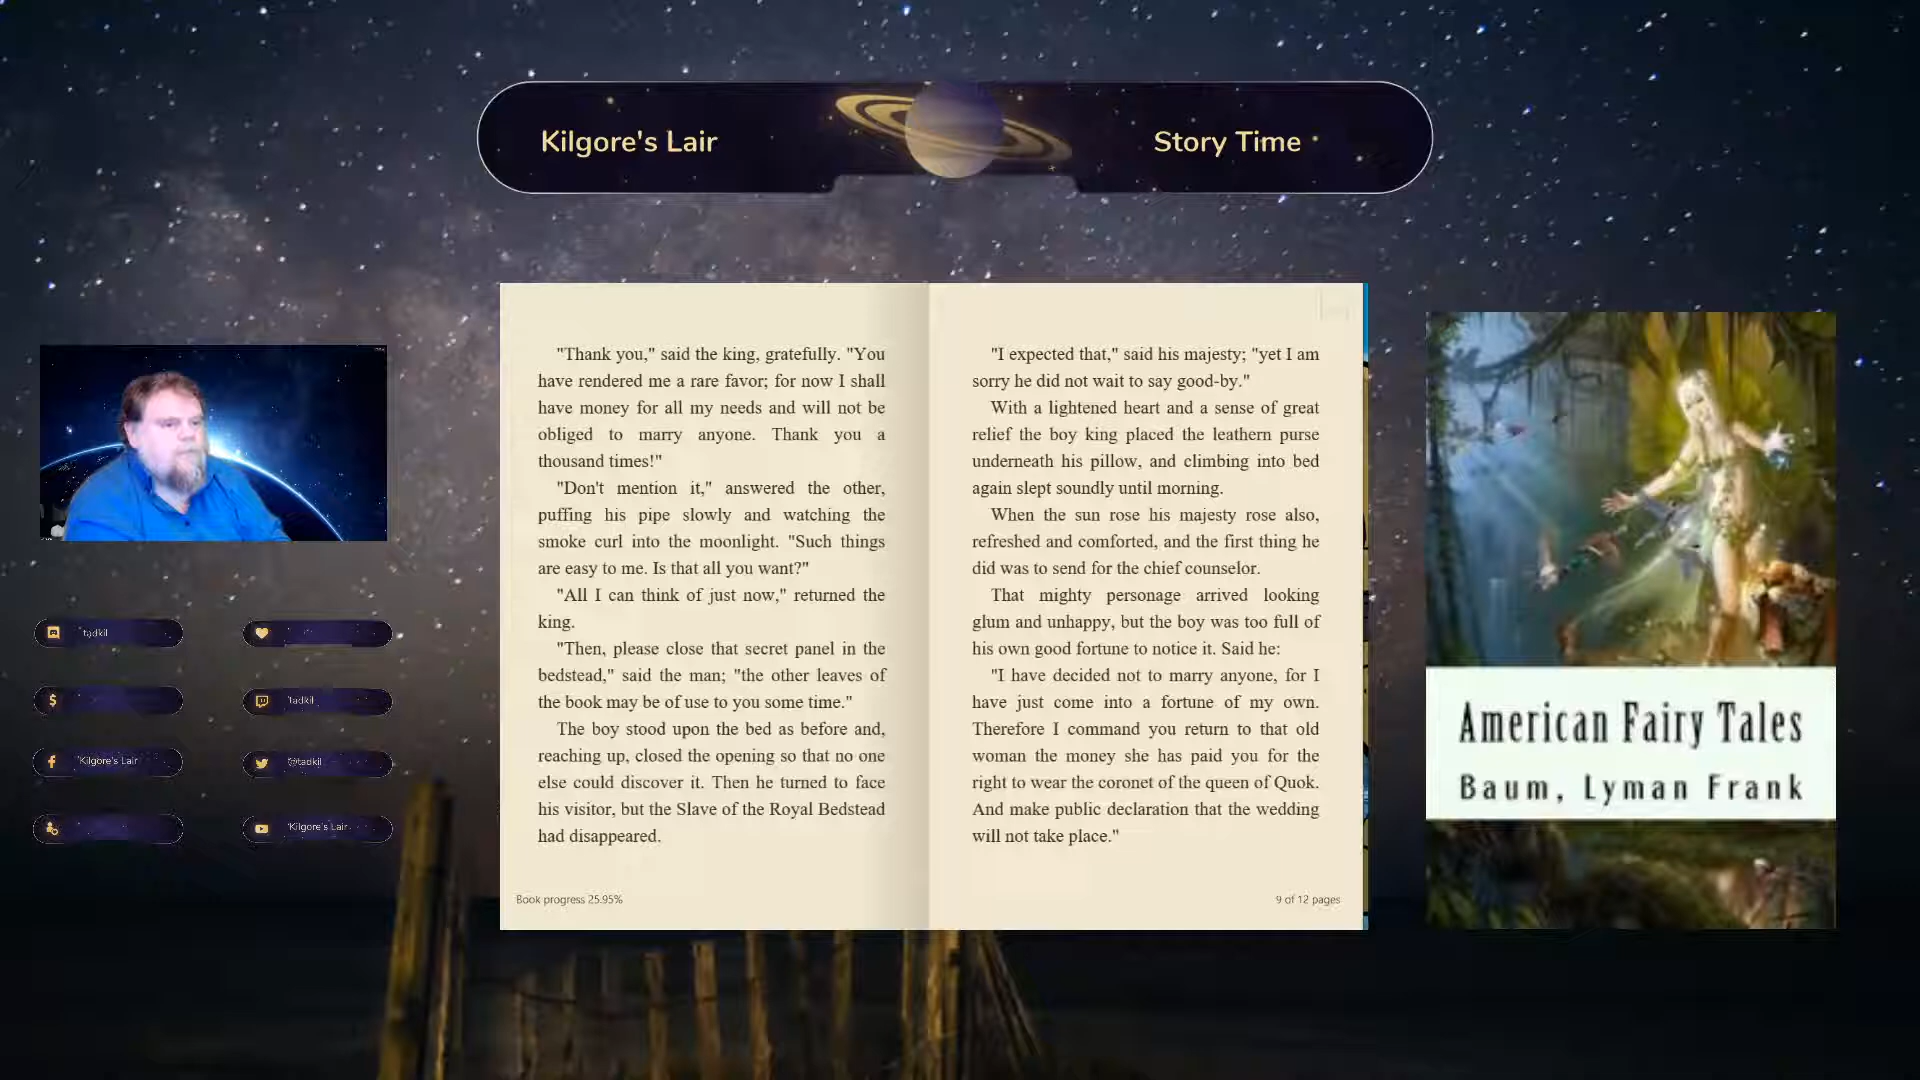 Kilgore's Lair
Story Time
"Thank you," said the king, gratefully. "You
have rendered me a rare favor; for now I shall
have money for all my needs and will not be
obliged to marry anyone. Thank you a
thousand times!"
"Don't mention it," answered the other,
puffing his pipe slowly and watching the
smoke curl into the moonlight. "Such things
are easy to me. Is that all you want?"
"All I can think of just now," returned the
king.
"Then, please close that secret panel in the
bedstead," said the man; "the other leaves of
the book may be of use to you some time."
The boy stood upon the bed as before and,
reaching up, closed the opening so that no one
else could discover it. Then he turned to face
his visitor, but the Slave of the Royal Bedstead
had disappeared.
Book progress 25.95%
"I expected that," said his majesty; "yet I am
sorry he did not wait to say good-by."
With a lightened heart and a sense of great
relief the boy king placed the leathern purse
underneath his pillow, and climbing into bed
again slept soundly until morning.
When the sun rose his majesty rose also,
refreshed and comforted, and the first thing he
did was to send for the chief counselor.
That mighty personage arrived looking
glum and unhappy, but the boy was too full of
his own good fortune to notice it. Said he:
"I have decided not to marry anyone, for I
have just come into a fortune of my own.
Therefore I command you return to that old
woman the money she has paid you for the
right to wear the coronet of the queen of Quok.
And make public declaration that the wedding
will not take place."
9 of 12 pages
American Fairy Tales
Baum, Lyman Frank
tadkil
tadkil
Kilgore's Lair
@tadkil
Kilgore's Lair